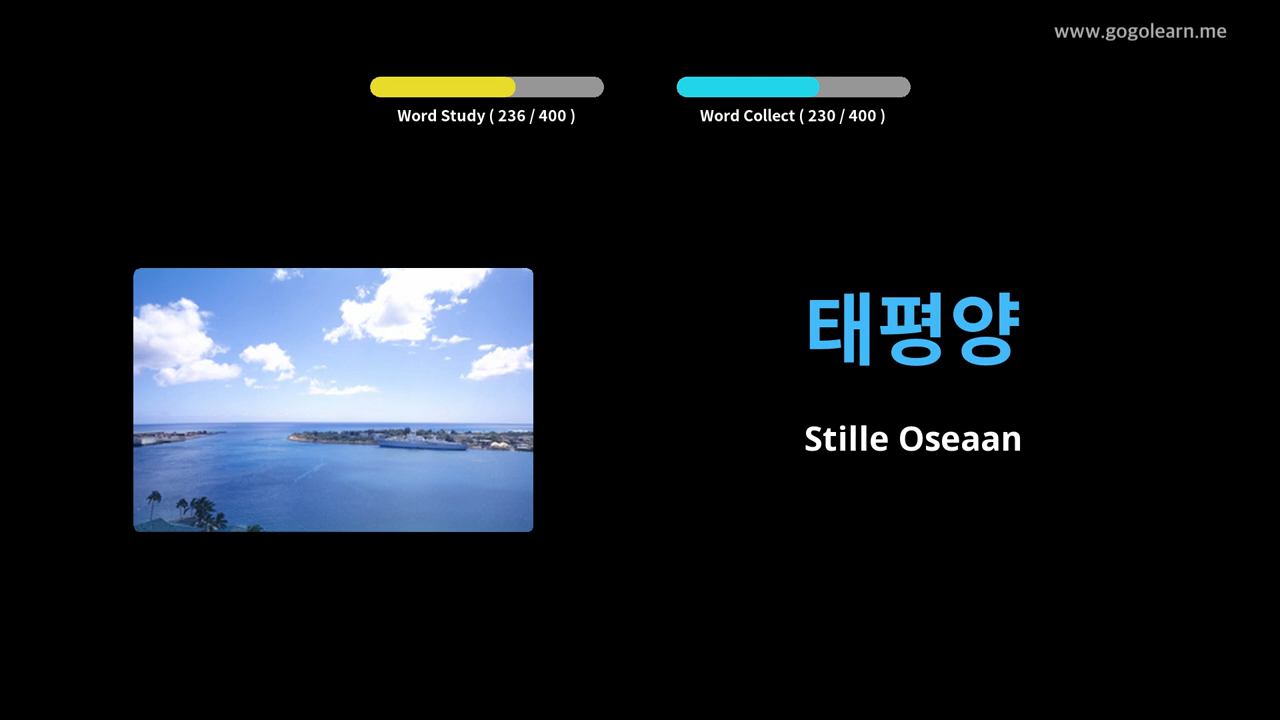 www.gogolearn.me
Word Study ( 236 / 400 )
Word Collect ( 230 / 400 )
태평양
Stille Oseaan